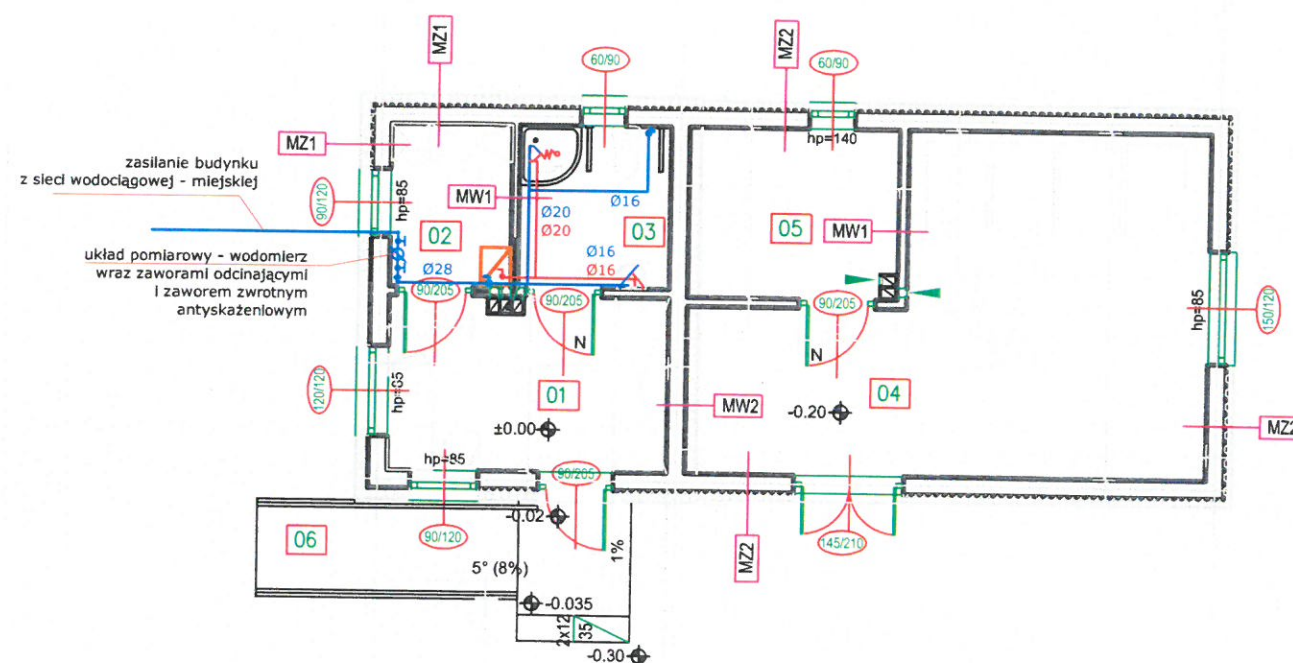 MZ1
60/90
MZ2
60/90
MZ1
hp=140
zasilanie budynku
z sieci wodociągowej - miejskiej
90/120
hp=85
MW1
Ø16
02
Ø20
03
05
MW1
Ø20
układ pomiarowy - wodomierz
wraz zaworami odcinającymi
i zaworem zwrotnym
antyskażeniowym
Ø28
Ø16
Ø16
90/205
90/205
90/205
hp=85
150/120
N
N
120/120
hp=85
01
MW2
04
-0.20
±0.00
MZ2
hp=85
90/205
-0.02
06
90/120
1%
MZ2
145/210
5° (8%)
-0.035
2x12
35
-0.30